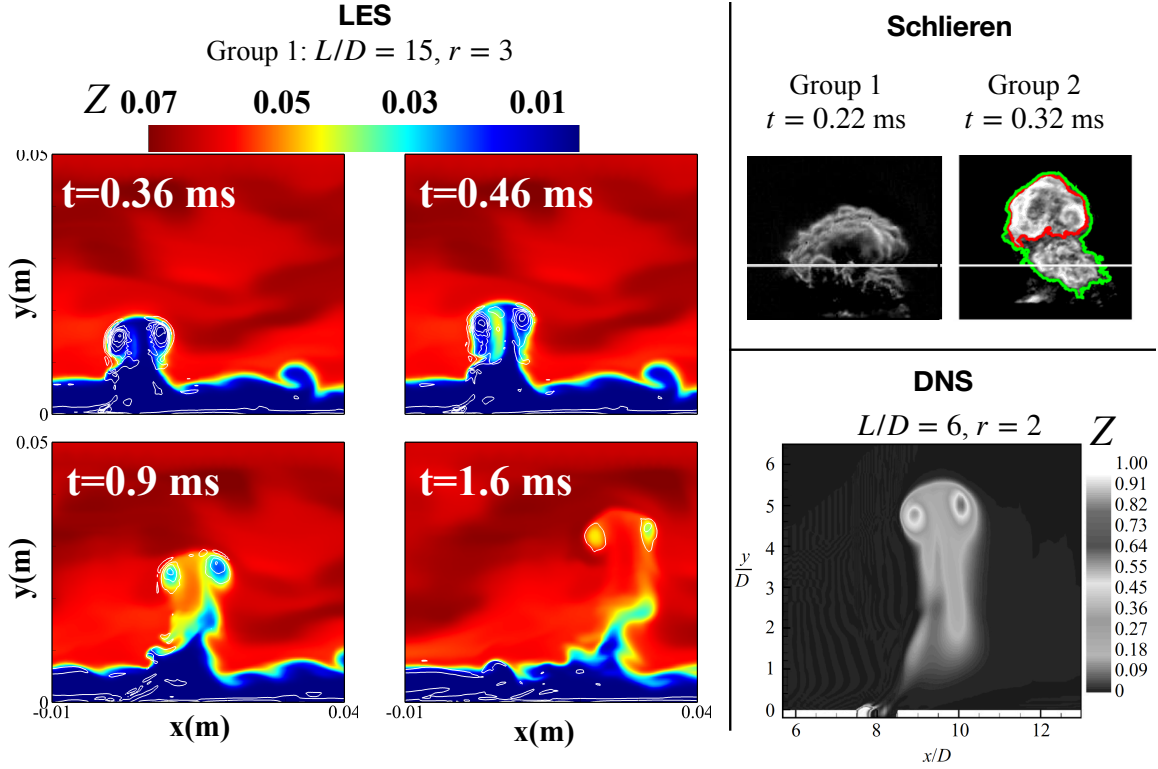 LES
Group 1: L/D = 15, r = 3
Z 0.07 0.05 0.03 0.01
0.05
t=0.36 ms
t=0.46 ms
y(m)
0
0.05
t=0.9 ms
t=1.6 ms
y(m)
0
-0.01 0.04 -0.01 0.04
x(m) x(m)
Schlieren
Group 1
t = 0.22 ms
Group 2
t = 0.32 ms
DNS
L/D = 6, r = 2
Z
6
5
4
3
2
1
0
y
D
6 8 10 12
x/D
1.00
0.91
0.82
0.73
0.64
0.55
0.45
0.36
0.27
0.18
0.09
0